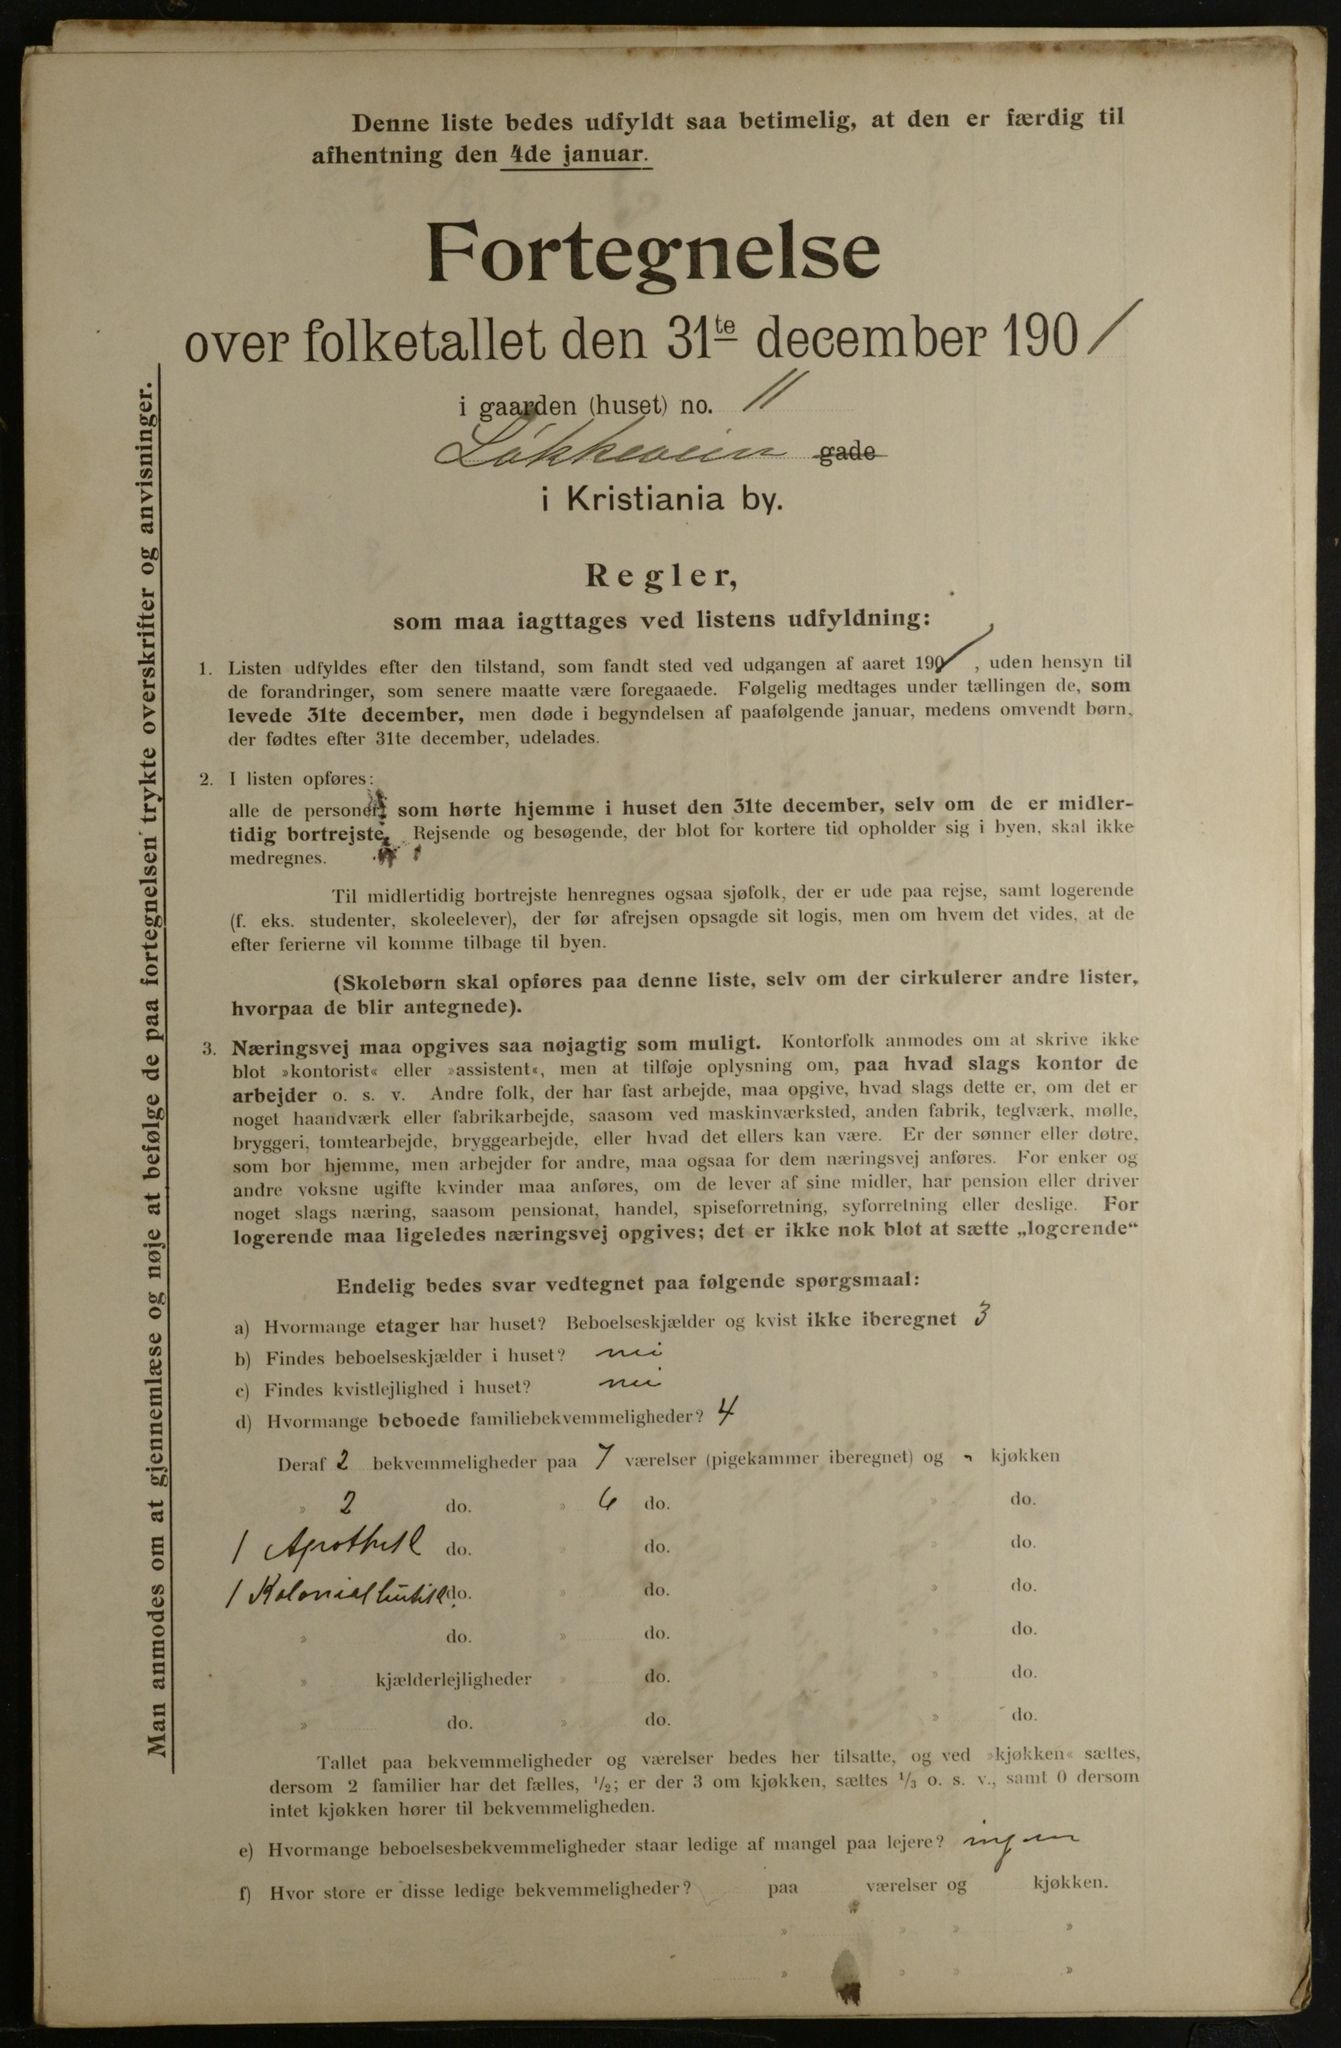 Denne liste bedes udfyldt saa betimelig, at den er færdig til
afhentning den 4de januar.
Fortegnelse
over folketallet den 31te december 1901
i gaarden (huset) no. 11
Løkkeveien gade
i Kristiania by.
Regler,
som maa iagttages ved listens udfyldning:
1. Listen udfyldes efter den tilstand, som fandt sted ved udgangen af aaret 1901, uden hensyn til
de forandringer, som senere maatte være foregaaede. Følgelig medtages under tællingen de, som
levede 31te december, men døde i begyndelsen af paafølgende januar, medens omvendt børn,
der fødtes efter 31te december, udelades.
2. I listen opføres:
alle de personer, som hørte hjemme i huset den 31te december, selv om de er midler-
tidig bortrejste. Rejsende og besøgende, der blot for kortere tid opholder sig i byen, skal ikke
medregnes.
Til midlertidig bortrejste henregnes ogsaa sjøfolk, der er ude paa rejse, samt logerende
(f. eks. studenter, skoleelever), der før afrejsen opsagde sit logis, men om hvem det vides, at de
efter ferierne vil komme tilbage til byen.
(Skolebørn skal opføres paa denne liste, selv om der cirkulerer andre lister,
hvorpaa de blir antegnede).
3. Næringsvej maa opgives saa nøjagtig som muligt. Kontorfolk anmodes om at skrive ikke
blot »kontorist« eller »assistent«, men at tilføje oplysning om, paa hvad slags kontor de
arbejder o. s. v. Andre folk, der har fast arbejde, maa opgive, hvad slags dette er, om det er
noget haandværk eller fabrikarbejde, saasom ved maskinværksted, anden fabrik, teglværk, mølle,
bryggeri, tomtearbejde, bryggearbejde, eller hvad det ellers kan være. Er der sønner eller døtre,
som bor hjemme, men arbejder for andre, maa ogsaa for dem næringsvej anføres. For enker og
andre voksne ugifte kvinder maa anføres, om de lever af sine midler, har pension eller driver
noget slags næring, saasom pensionat, handel, spiseforretning, syforretning eller deslige. For
logerende maa ligeledes næringsvej opgives; det er ikke nok blot at sætte „logerende“
Endelig bedes svar vedtegnet paa følgende spørgsmaal:
a) Hvormange etager har huset? Beboelseskjælder og kvist ikke iberegnet 3
b) Findes beboelseskjælder i huset? nei
c) Findes kvistlejlighed i huset? nei
d) Hvormange beboede familiebekvemmeligheder? 4
Deraf 2 bekvemmeligheder paa 7 værelser (pigekammer iberegnet) og kjøkken
» 2 do. » 6 do. » do.
1 Apothek do. » do. » do.
1 Kolonialbutik do. » do. » do.
» do. » do. » do.
» kjælderlejligheder » do. » do.
» do. » do. » do.
Tallet paa bekvemmeligheder og værelser bedes her tilsatte, og ved »kjøkken« sættes,
dersom 2 familier har det fælles, 1/2; er der 3 om kjøkken, sættes 1/3 o. s. v., samt 0 dersom
intet kjøkken hører til bekvemmeligheden.
e) Hvormange beboelsesbekvemmeligheder staar ledige af mangel paa lejere? ingen
f) Hvor store er disse ledige bekvemmeligheder? paa værelser og kjøkken.
» » » »
» » » »
Man anmodes om at gjennemlæse og nøje at befølge de paa fortegnelsen trykte overskrifter og anvisninger.